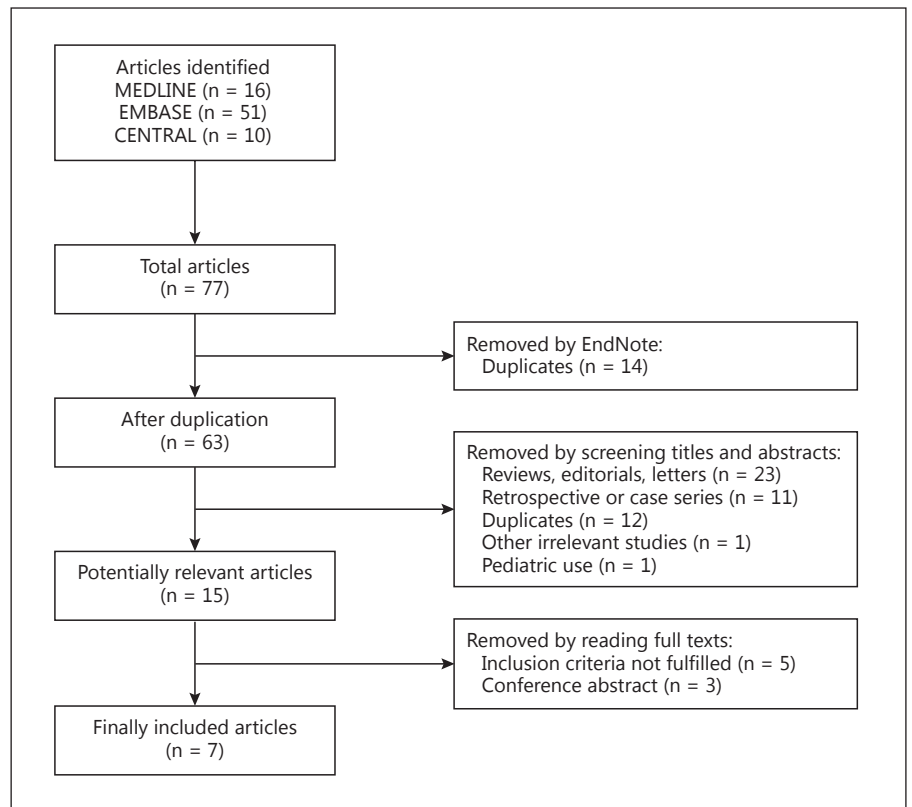 Articles identified
MEDLINE (n = 16)
EMBASE (n = 51)
CENTRAL (n = 10)
Total articles
(n = 77)
Removed by EndNote:
Duplicates (n = 14)
After duplication
(n = 63)
Removed by screening titles and abstracts:
Reviews, editorials, letters (n = 23)
Retrospective or case series (n = 11)
Duplicates (n = 12)
Other irrelevant studies (n = 1)
Pediatric use (n = 1)
Potentially relevant articles
(n = 15)
Removed by reading full texts:
Inclusion criteria not fulfilled (n = 5)
Conference abstract (n = 3)
Finally included articles
(n = 7)